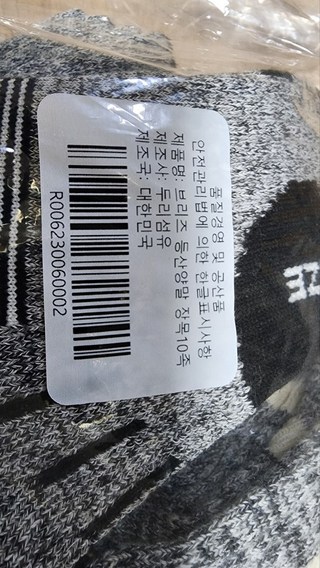 품질경영 및 공산품
안전관리법에 의한 한글표시사항
제품명: 브리즈 등산양말 장목10족
제조사: 두리섬유
제조국: 대한민국
R006230060002